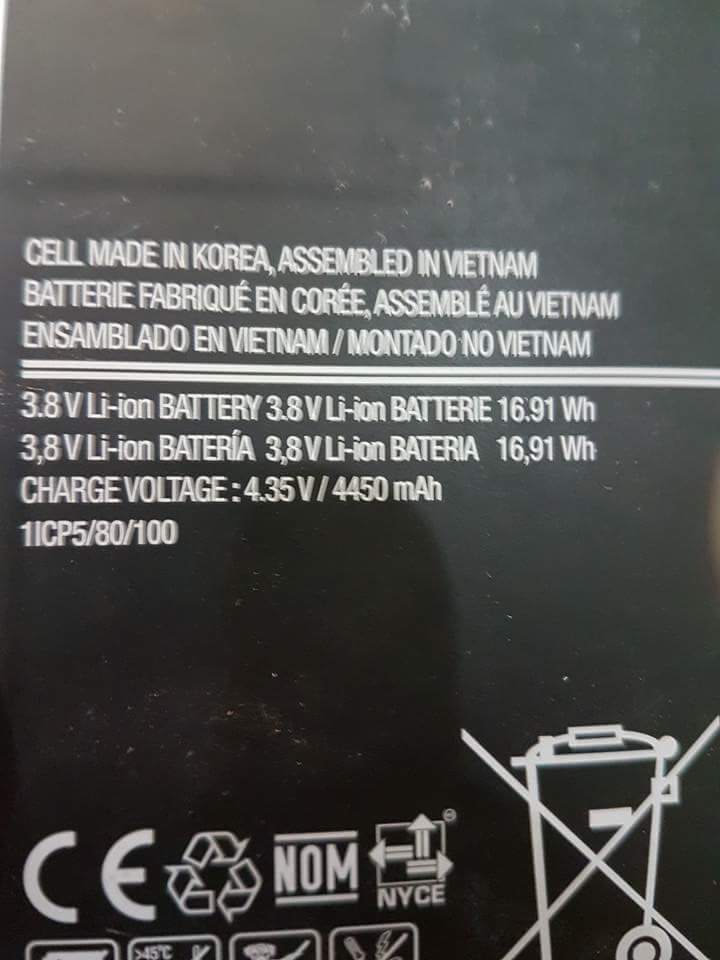 CELL MADE IN KOREA, ASSEMBLED IN VIETNAM
BATTERIE FABRIQUÉ EN CORÉE, ASSEMBLÉ AU VIETNAM
ENSAMBLADO EN VIETNAM / MONTADO NO VIETNAM
3.8 V Li-ion BATTERY 3.8 V Li-ion BATTERIE 16.91 Wh
3,8 V Li-ion BATERÍA 3,8 V Li-ion BATERIA 16,91 Wh
CHARGE VOLTAGE : 4.35 V / 4450 mAh
1ICP5/80/100
CE NOM
NYCE
>45℃